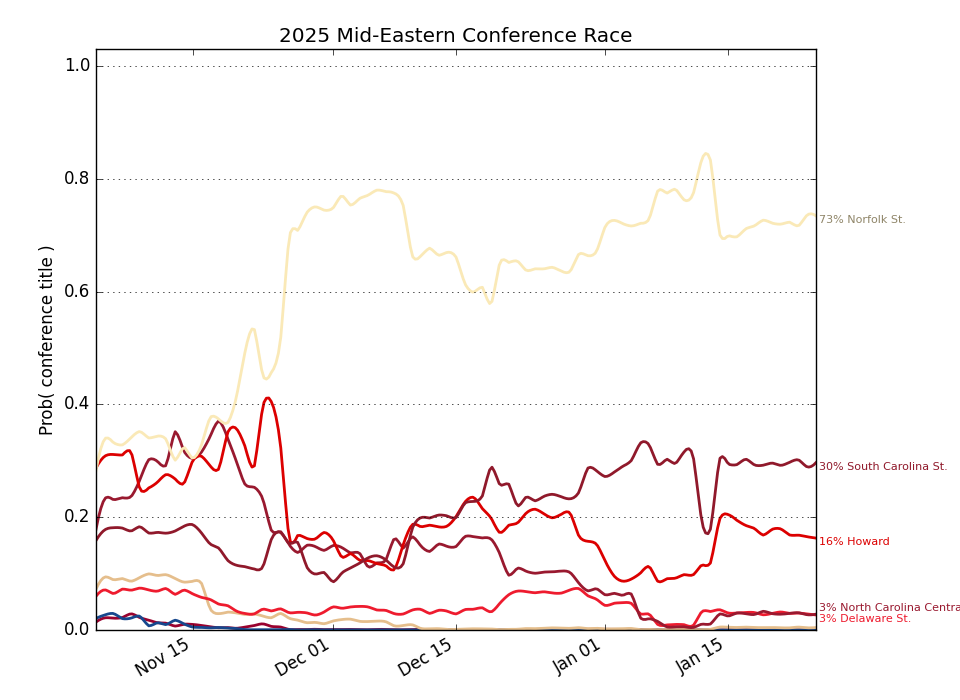 2025 Mid-Eastern Conference Race
Prob( conference title )
1.0
0.8
0.6
0.4
0.2
0.0
Nov 15
Dec 01
Dec 15
Jan 01
Jan 15
73% Norfolk St.
30% South Carolina St.
16% Howard
3% North Carolina Centra
3% Delaware St.